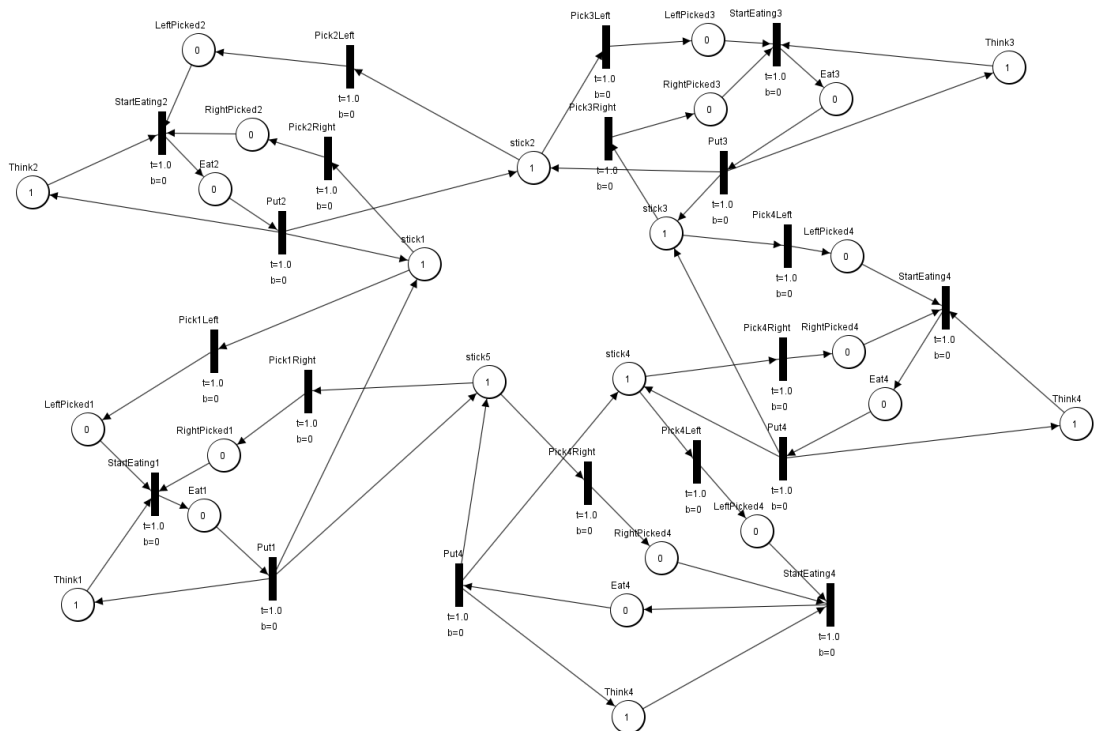 LeftPicked2
0
Pick2Left
t=1.0
b=0
StartEating2
t=1.0
b=0
RightPicked2
0
Pick2Right
t=1.0
b=0
Think2
1
Eat2
0
Put2
t=1.0
b=0
stick2
1
stick1
1
Pick3Left
t=1.0
b=0
LeftPicked3
0
StartEating3
t=1.0
b=0
Think3
1
RightPicked3
0
Eat3
0
Pick3Right
t=1.0
b=0
Put3
t=1.0
b=0
stick3
1
Pick4Left
t=1.0
b=0
LeftPicked4
0
StartEating4
t=1.0
b=0
Pick4Right
t=1.0
b=0
RightPicked4
0
Eat4
0
Think4
1
Put4
t=1.0
b=0
stick4
1
stick5
1
Pick1Left
t=1.0
b=0
Pick1Right
t=1.0
b=0
LeftPicked1
0
RightPicked1
0
StartEating1
t=1.0
b=0
Eat1
0
Put1
t=1.0
b=0
Think1
1
Pick4Right
t=1.0
b=0
Pick4Left
t=1.0
b=0
LeftPicked4
0
RightPicked4
0
Put4
t=1.0
b=0
Eat4
0
StartEating4
t=1.0
b=0
Think4
1